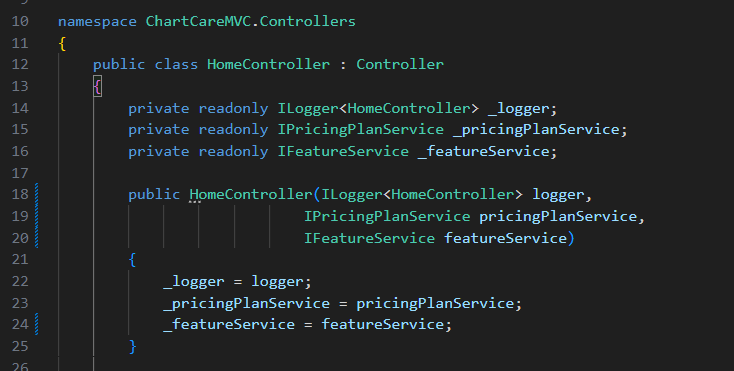 10 namespace ChartCareMVC.Controllers
11 {
12     public class HomeController : Controller
13     {
14         private readonly ILogger<HomeController> _logger;
15         private readonly IPricingPlanService _pricingPlanService;
16         private readonly IFeatureService _featureService;
17
18         public HomeController(ILogger<HomeController> logger,
19                             IPricingPlanService pricingPlanService,
20                             IFeatureService featureService)
21         {
22             _logger = logger;
23             _pricingPlanService = pricingPlanService;
24             _featureService = featureService;
25         }
26